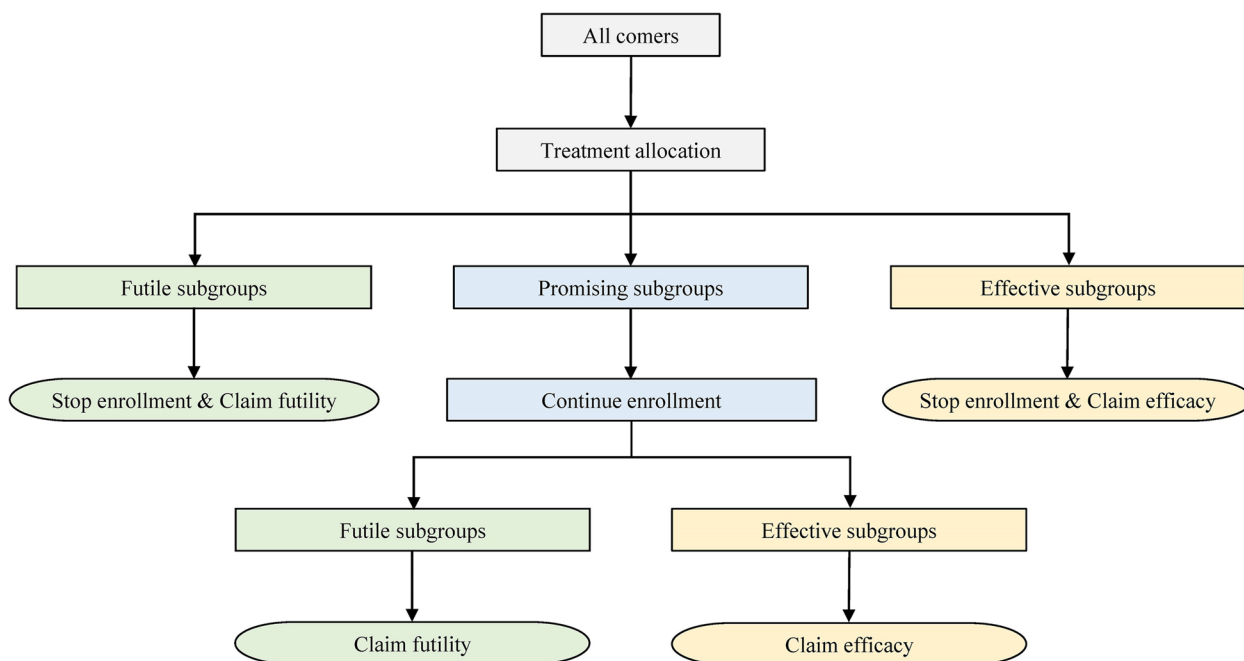 All comers
Treatment allocation
Futile subgroups
Promising subgroups
Effective subgroups
Stop enrollment & Claim futility
Continue enrollment
Stop enrollment & Claim efficacy
Futile subgroups
Effective subgroups
Claim futility
Claim efficacy